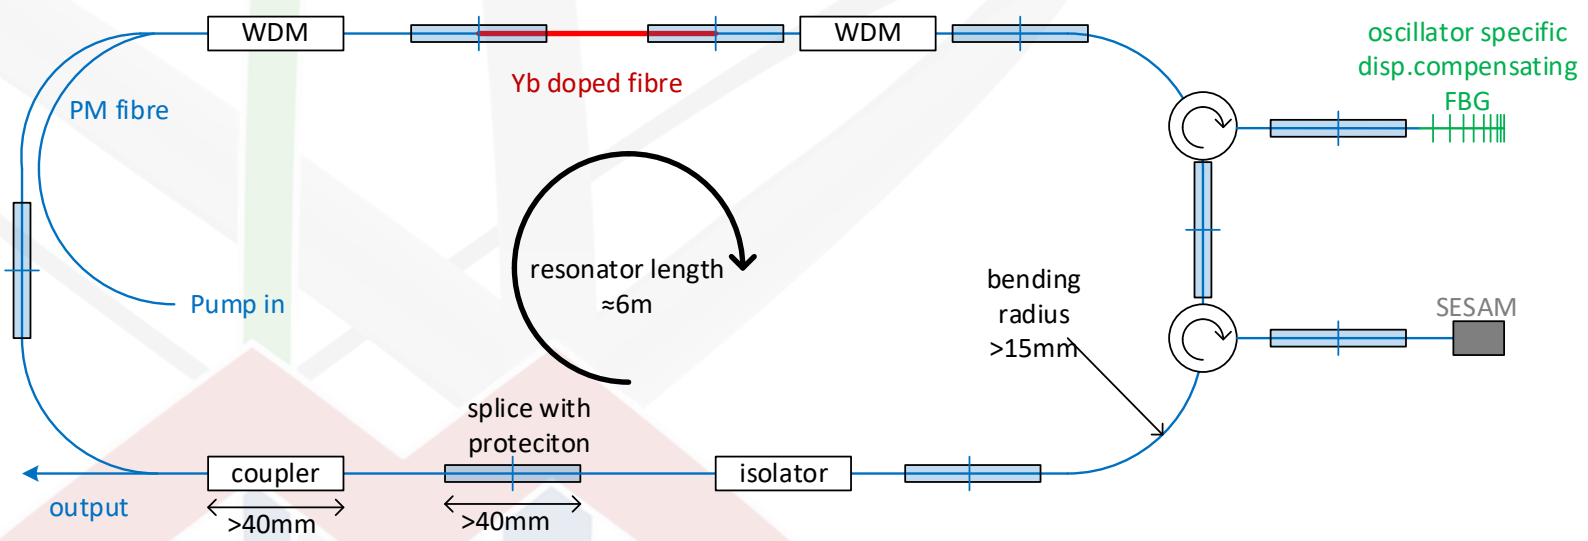 WDM
WDM
oscillator specific
disp.compensating
FBG
Yb doped fibre
PM fibre
resonator length
≈6m
Pump in
bending
radius
>15mm
SESAM
splice with
proteciton
coupler
isolator
output
>40mm
>40mm